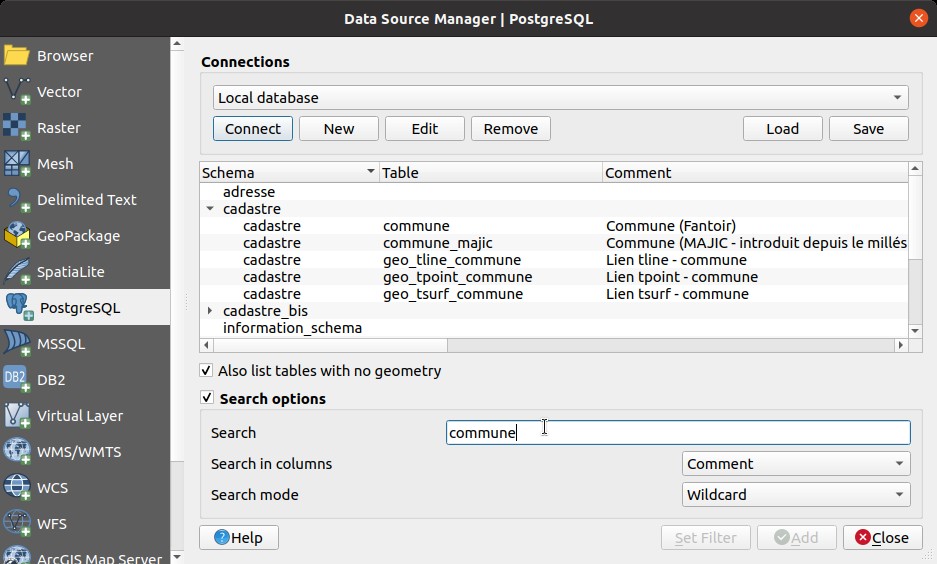 Data Source Manager | PostgreSQL
Browser
Vector
Raster
Mesh
Delimited Text
GeoPackage
SpatiaLite
PostgreSQL
MSSQL
DB2
DB2
Virtual Layer
WMS/WMTS
WCS
WFS
ArcGIS Map Server
Connections
Local database
Connect New Edit Remove Load Save
Schema Table Comment
adresse
cadastre
cadastre commune Commune (Fantoir)
cadastre commune_majic Commune (MAJIC - introduit depuis le millés
cadastre geo_tline_commune Lien tline - commune
cadastre geo_tpoint_commune Lien tpoint - commune
cadastre geo_tsurf_commune Lien tsurf - commune
cadastre_bis
information_schema
Also list tables with no geometry
Search options
Search commune
Search in columns Comment
Search mode Wildcard
?Help Set Filter Add Close